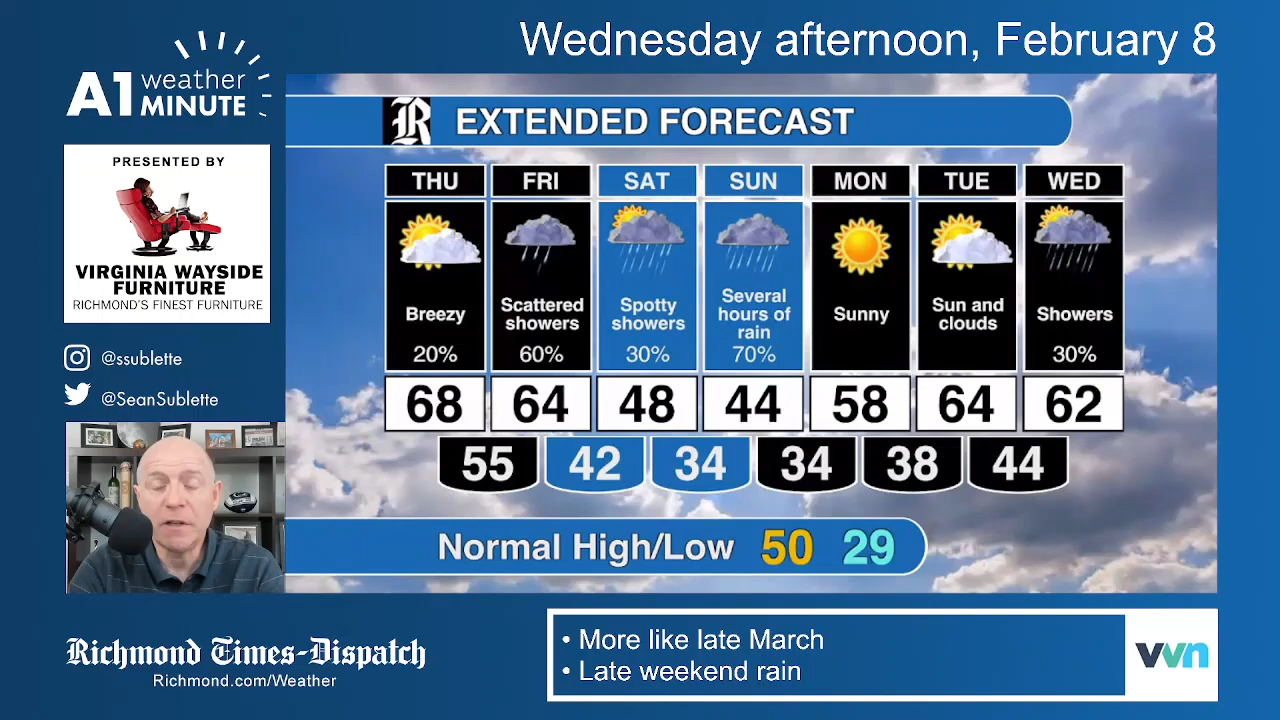 Wednesday afternoon, February 8
A1 weather
MINUTE
PRESENTED BY
VIRGINIA WAYSIDE
FURNITURE
RICHMOND'S FINEST FURNITURE
@ssublette
@SeanSublette
R EXTENDED FORECAST
THU FRI SAT SUN MON TUE WED
Breezy
20%
Scattered
showers
60%
Spotty
showers
30%
Several
hours of
rain
70%
Sunny
Sun and
clouds
Showers
30%
68 64 48 44 58 64 62
55 42 34 34 38 44
Normal High/Low 50 29
Richmond Times-Dispatch
Richmond.com/Weather
• More like late March
• Late weekend rain
vvn